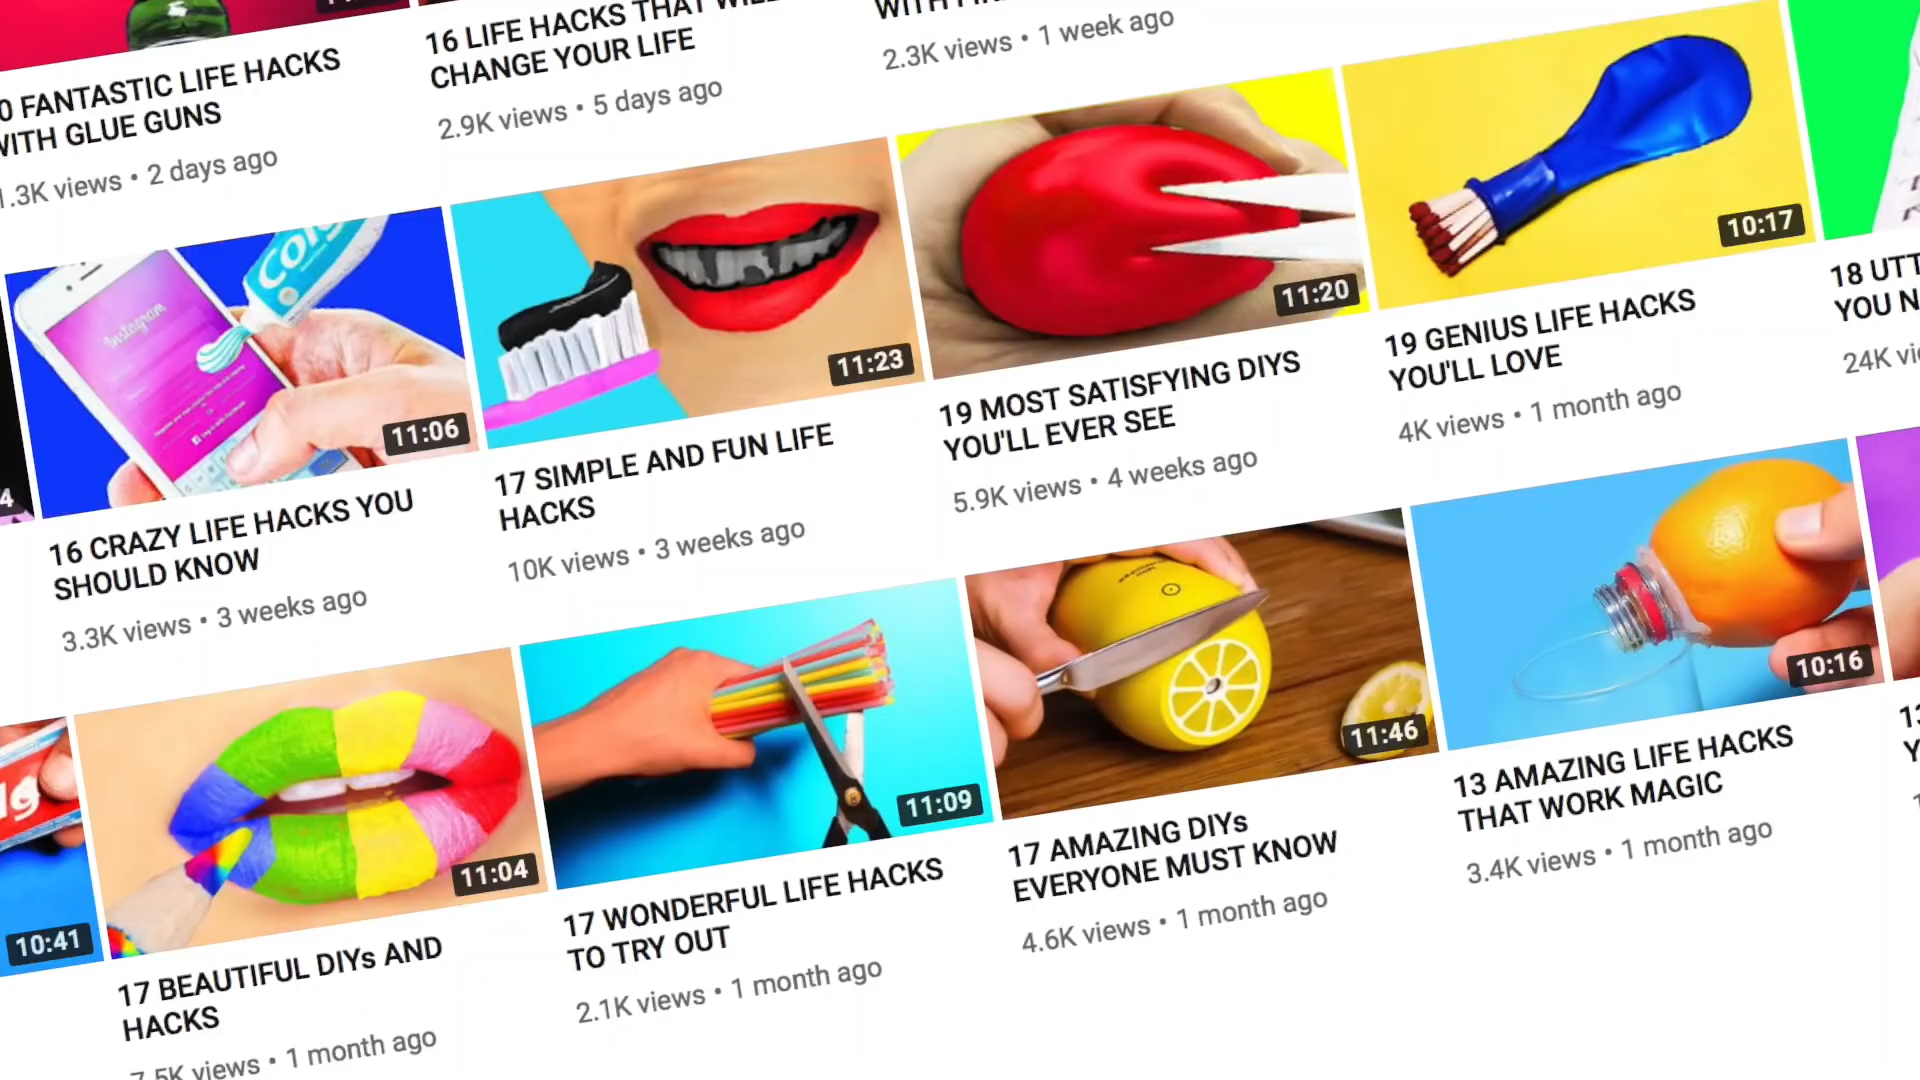 FANTASTIC LIFE HACKS
WITH GLUE GUNS
1.3K views • 2 days ago
16 LIFE HACKS THAT WILL
CHANGE YOUR LIFE
2.9K views • 5 days ago
2.3K views • 1 week ago
Instagram
11:06
16 CRAZY LIFE HACKS YOU
SHOULD KNOW
3.3K views • 3 weeks ago
11:23
17 SIMPLE AND FUN LIFE
HACKS
10K views • 3 weeks ago
11:20
19 MOST SATISFYING DIYS
YOU'LL EVER SEE
5.9K views • 4 weeks ago
10:17
19 GENIUS LIFE HACKS
YOU'LL LOVE
4K views • 1 month ago
18
YOU
24K
10:41
11:04
17 BEAUTIFUL DIYs AND
HACKS
7.5K views • 1 month ago
11:09
17 WONDERFUL LIFE HACKS
TO TRY OUT
2.1K views • 1 month ago
11:46
17 AMAZING DIYs
EVERYONE MUST KNOW
4.6K views • 1 month ago
10:16
13 AMAZING LIFE HACKS
THAT WORK MAGIC
3.4K views • 1 month ago